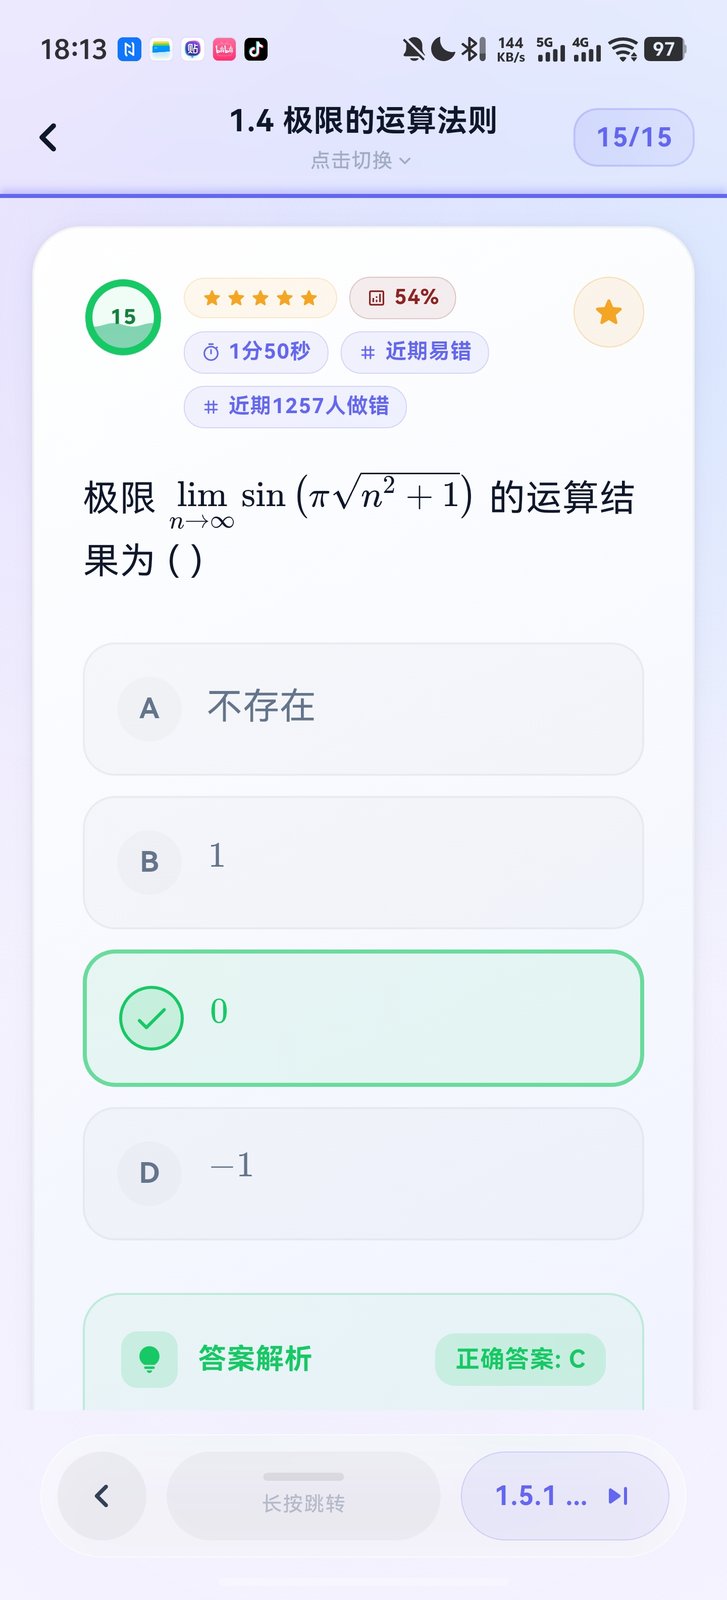 18:13
144 KB/s 5G 4G 97
1.4 极限的运算法则
点击切换
15/15
15
54%
1分50秒
# 近期易错
# 近期1257人做错
极限 lim n→∞ sin (π√(n² + 1)) 的运算结
果为 ( )
A 不存在
B 1
0
D −1
答案解析
正确答案: C
长按跳转
1.5.1 ...